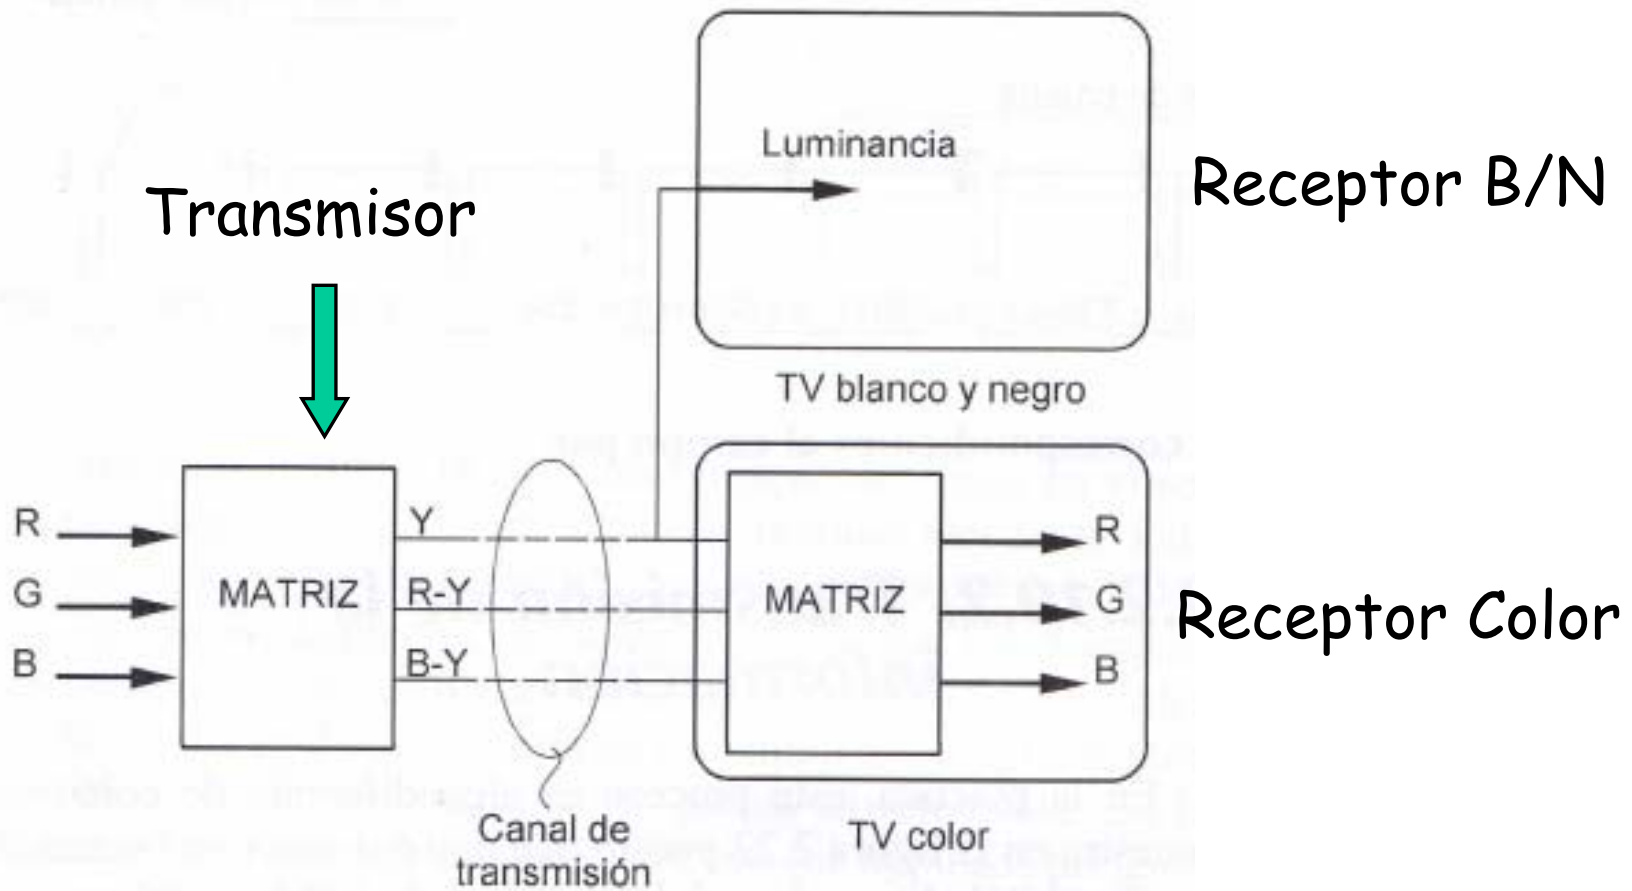 Luminancia
Receptor B/N
Transmisor
TV blanco y negro
R
G
B
MATRIZ
Y
R-Y
B-Y
MATRIZ
R
G
B
Receptor Color
Canal de
transmisión
TV color